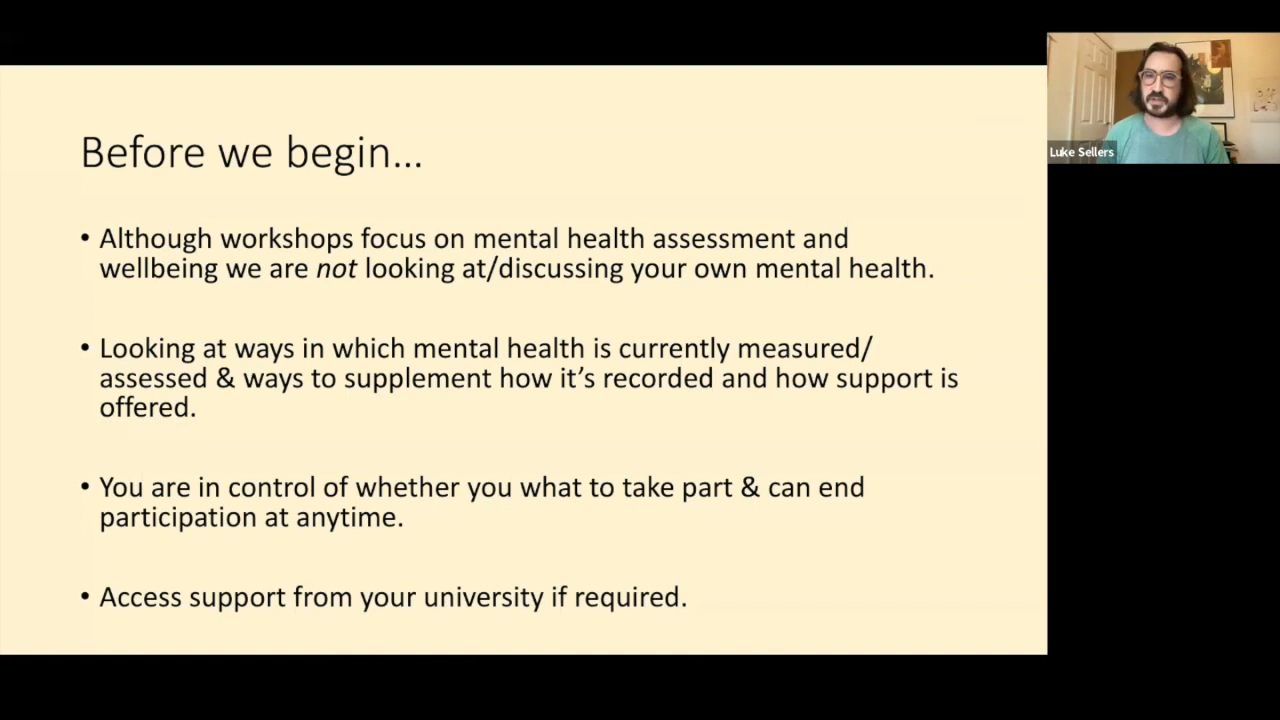 Before we begin...
• Although workshops focus on mental health assessment and
wellbeing we are not looking at/discussing your own mental health.
• Looking at ways in which mental health is currently measured/
assessed & ways to supplement how it’s recorded and how support is
offered.
• You are in control of whether you what to take part & can end
participation at anytime.
• Access support from your university if required.
Luke Sellers